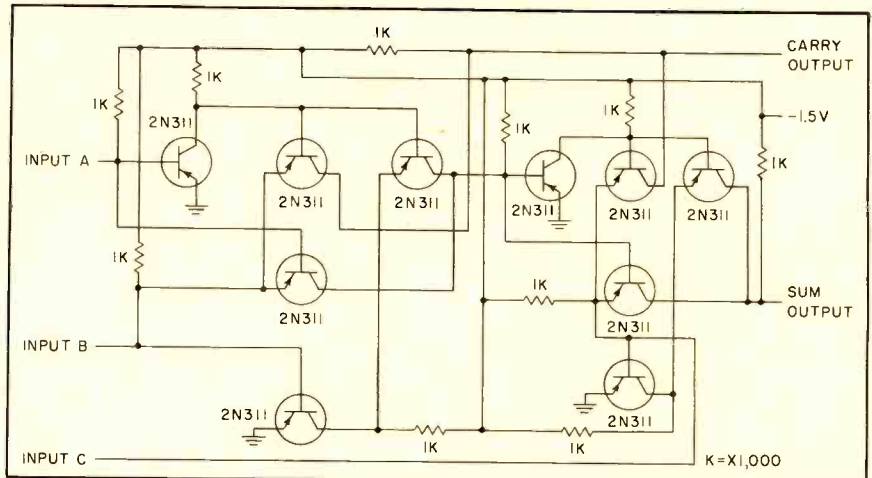 1K
CARRY
OUTPUT
1K
1K
1K
1K
-1.5V
2N311
1K
INPUT A
2N311
2N311
2N311
2N311
2N311
1K
1K
2N311
2N311
SUM
OUTPUT
INPUT B
2N311
2N311
1K
1K
INPUT C
K=X1,000